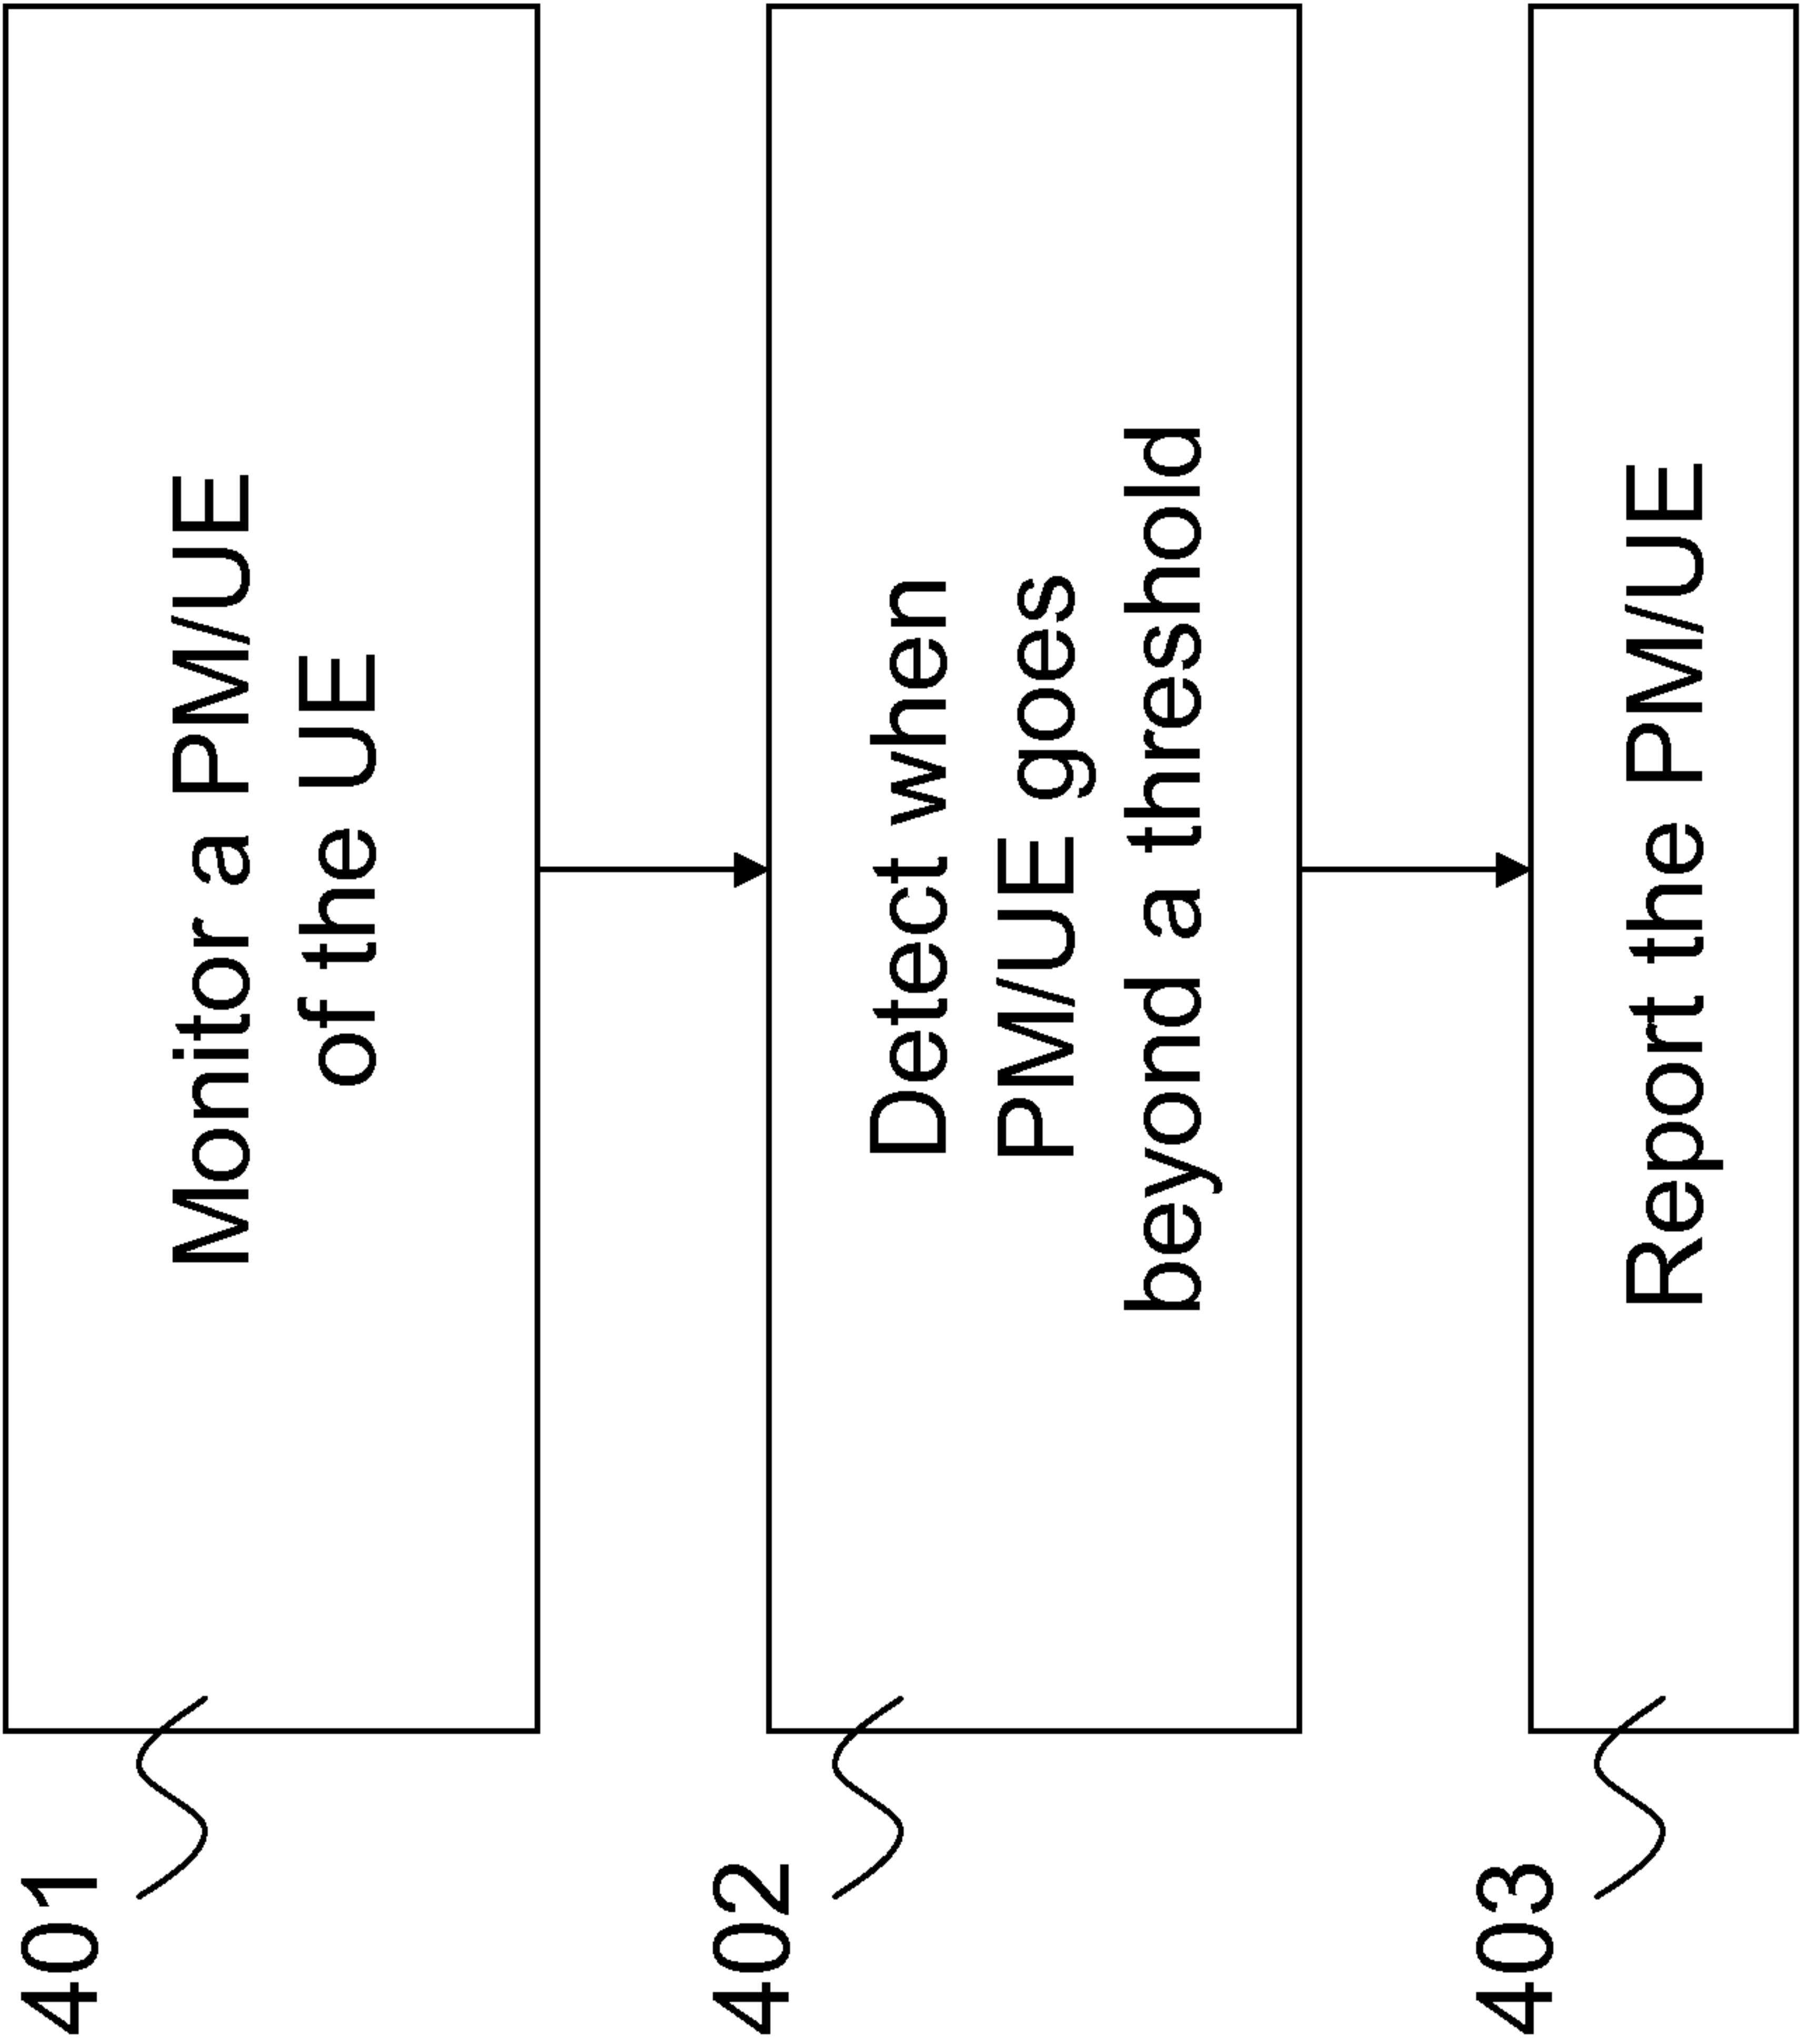 401
Monitor a PM/UE
of the UE
402
Detect when
PM/UE goes
beyond a threshold
403
Report the PM/UE